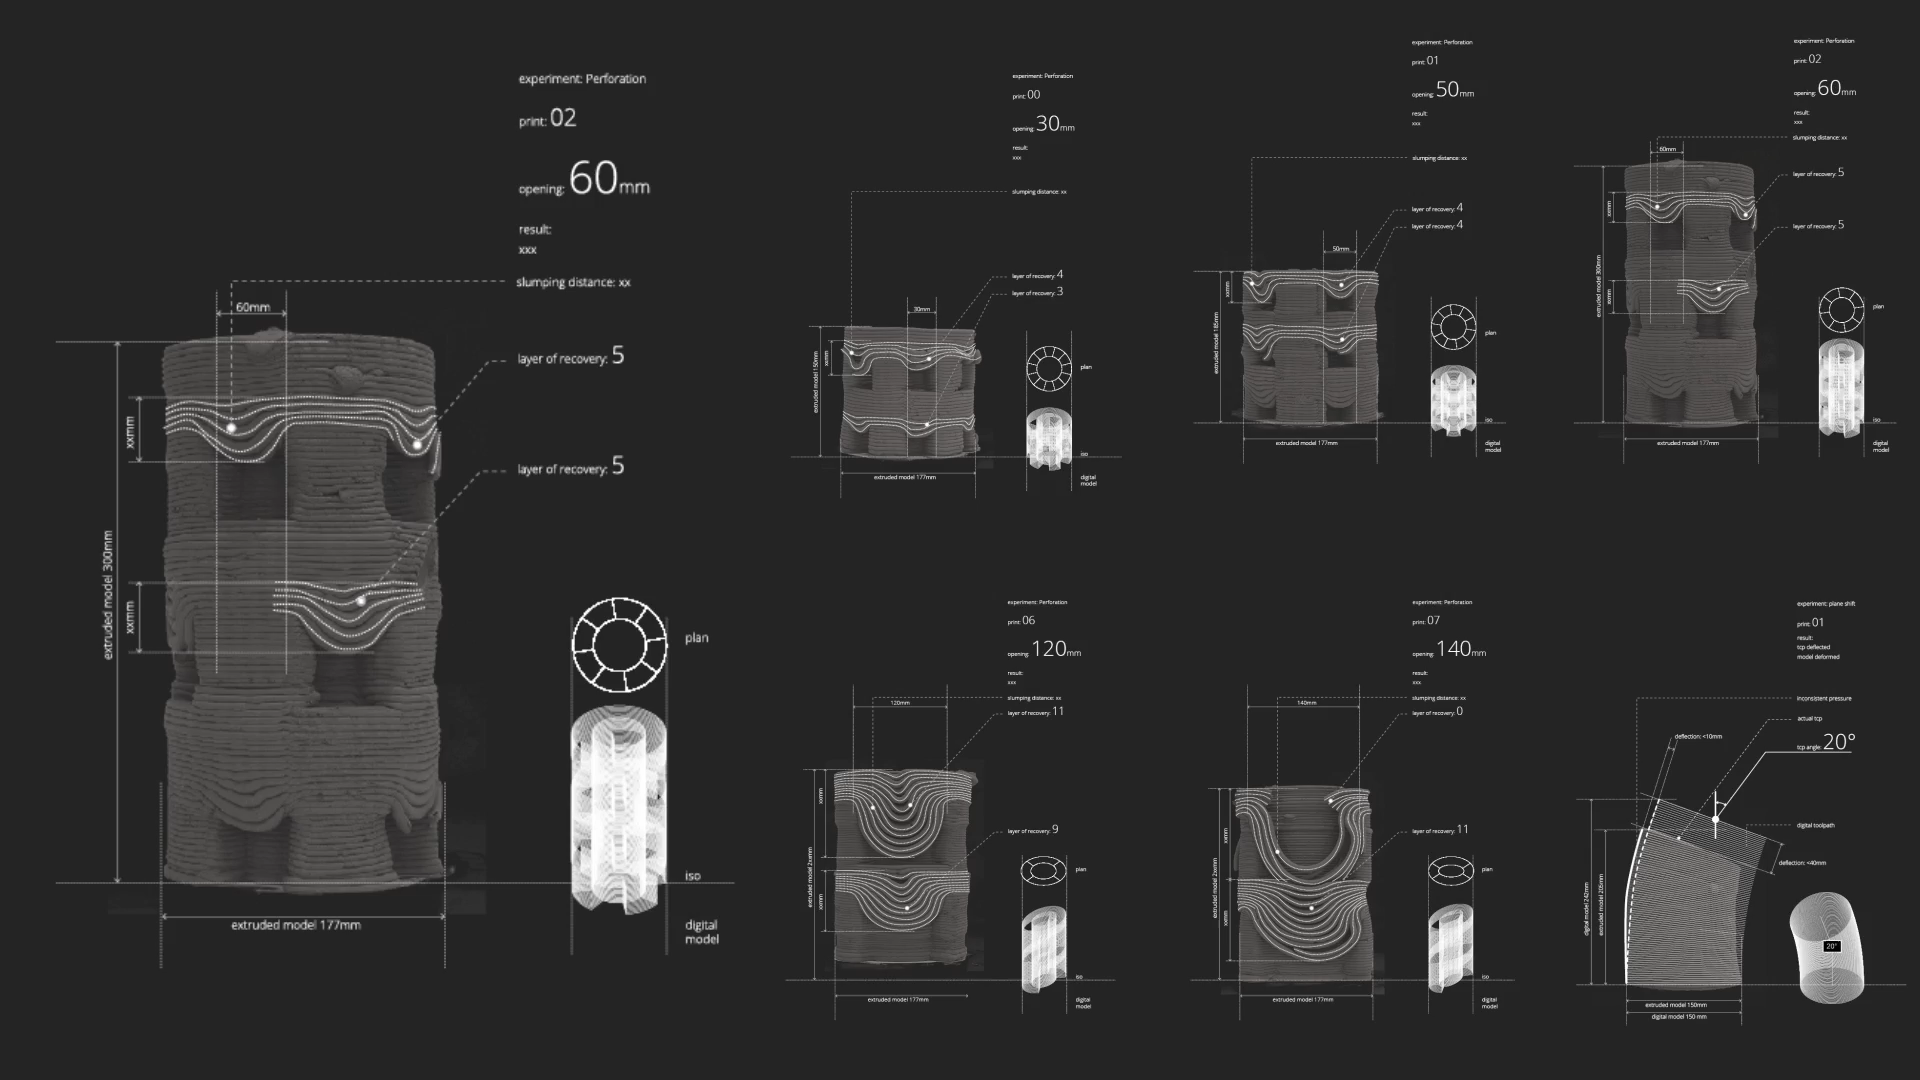 experiment: Perforation
print: 02
opening: 60mm
result:
xxx
slumping distance: xx
60mm
layer of recovery: 5
xxmm
layer of recovery: 5
extruded model 300mm
xxmm
plan
iso
extruded model 177mm
digital
model
experiment: Perforation
print: 00
opening: 30mm
result:
xxx
slumping distance: xx
layer of recovery: 4
layer of recovery: 3
30mm
xxmm
extruded model 150mm
plan
iso
extruded model 177mm
digital
model
experiment: Perforation
print: 01
opening: 50mm
result:
xxx
slumping distance: xx
layer of recovery: 4
layer of recovery: 4
50mm
xxmm
extruded model 185mm
plan
iso
extruded model 177mm
digital
model
experiment: Perforation
print: 02
opening: 60mm
result:
xxx
slumping distance: xx
60mm
layer of recovery: 5
xxmm
layer of recovery: 5
extruded model 300mm
xxmm
plan
iso
extruded model 177mm
digital
model
experiment: Perforation
print: 06
opening: 120mm
result:
xxx
slumping distance: xx
120mm
layer of recovery: 11
xxmm
layer of recovery: 9
extruded model 2xxmm
xxmm
plan
iso
extruded model 177mm
digital
model
experiment: Perforation
print: 07
opening: 140mm
result:
xxx
slumping distance: xx
140mm
layer of recovery: 0
xxmm
layer of recovery: 11
extruded model 2xxmm
xxmm
plan
iso
extruded model 177mm
digital
model
experiment: plane shift
print: 01
result:
tcp deflected
model deformed
inconsistent pressure
actual tcp
deflection: <10mm
tcp angle: 20°
digital toolpath
deflection: <40mm
digital model 242mm
extruded model 205mm
20°
extruded model 150mm
digital model 150 mm